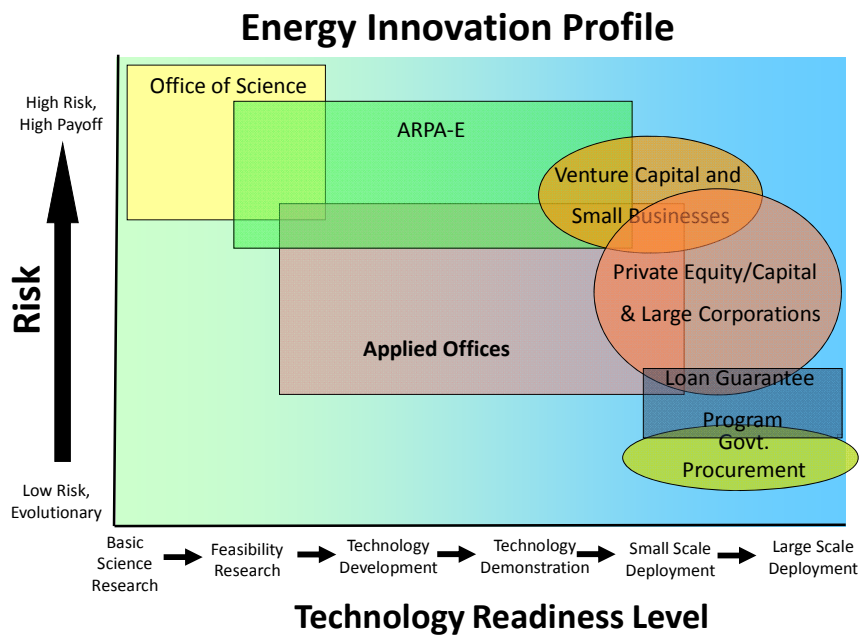 Energy Innovation Profile
Office of Science
High Risk,
High Payoff
ARPA-E
Venture Capital and
Small Businesses
Private Equity/Capital
& Large Corporations
Risk
Applied Offices
Loan Guarantee
Program
Govt.
Procurement
Low Risk,
Evolutionary
Basic
Science
Research
Feasibility
Research
Technology
Development
Technology
Demonstration
Small Scale
Deployment
Large Scale
Deployment
Technology Readiness Level